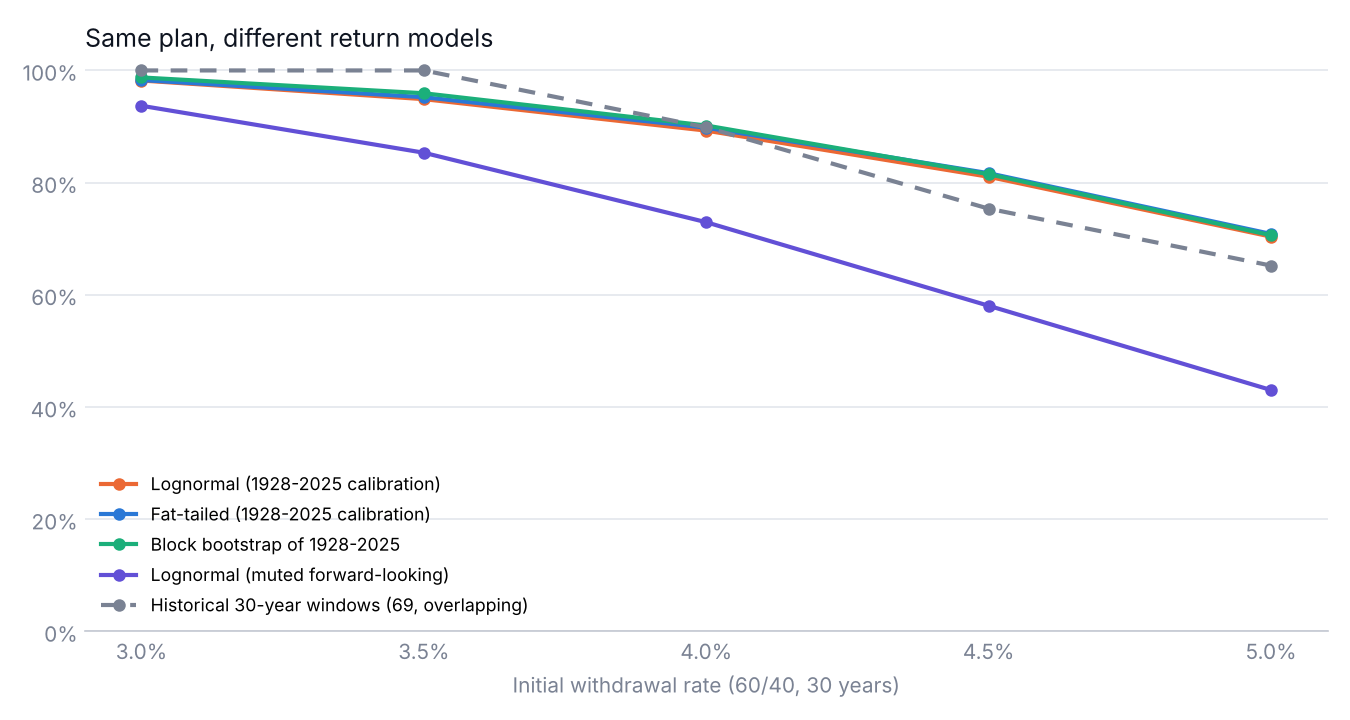 Same plan, different return models
100%
80%
60%
40%
20%
0%
Lognormal (1928-2025 calibration)
Fat-tailed (1928-2025 calibration)
Block bootstrap of 1928-2025
Lognormal (muted forward-looking)
Historical 30-year windows (69, overlapping)
3.0% 3.5% 4.0% 4.5% 5.0%
Initial withdrawal rate (60/40, 30 years)